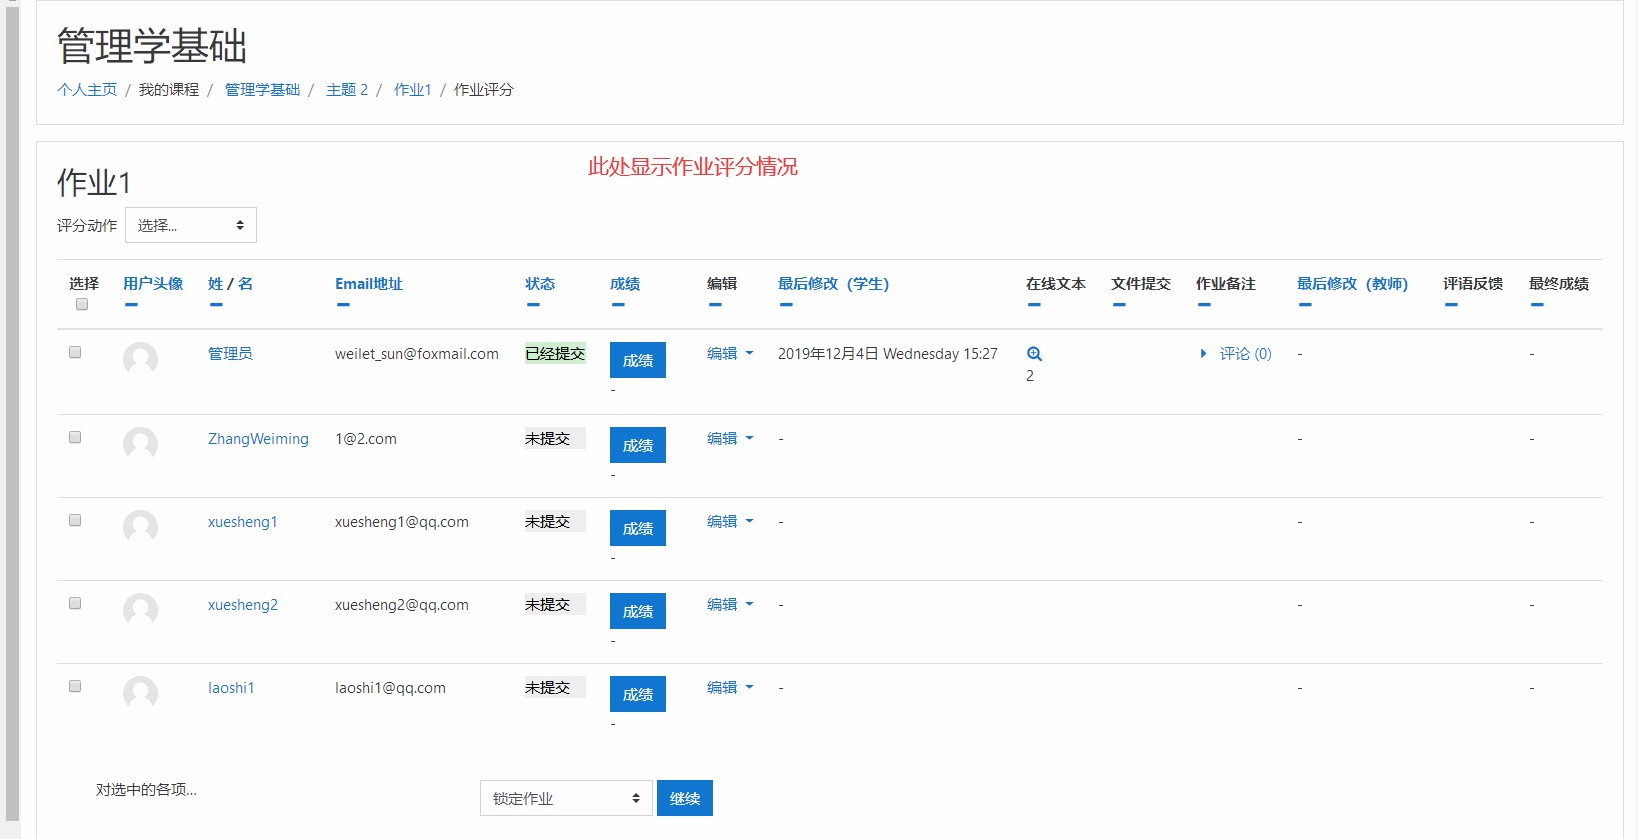 管理学基础
个人主页 / 我的课程 / 管理学基础 / 主题 2 / 作业1 / 作业评分
此处显示作业评分情况
作业1
评分动作 选择...
选择 用户头像 姓 / 名 Email地址 状态 成绩 编辑 最后修改（学生） 在线文本 文件提交 作业备注 最后修改（教师） 评语反馈 最终成绩
管理员 weilet_sun@foxmail.com 已经提交 成绩 编辑 2019年12月4日 Wednesday 15:27 评论 (0) - -
- 2
ZhangWeiming 1@2.com 未提交 成绩 编辑 - - -
-
xuesheng1 xuesheng1@qq.com 未提交 成绩 编辑 - - -
-
xuesheng2 xuesheng2@qq.com 未提交 成绩 编辑 - - -
-
laoshi1 laoshi1@qq.com 未提交 成绩 编辑 - - -
-
对选中的各项... 锁定作业 继续